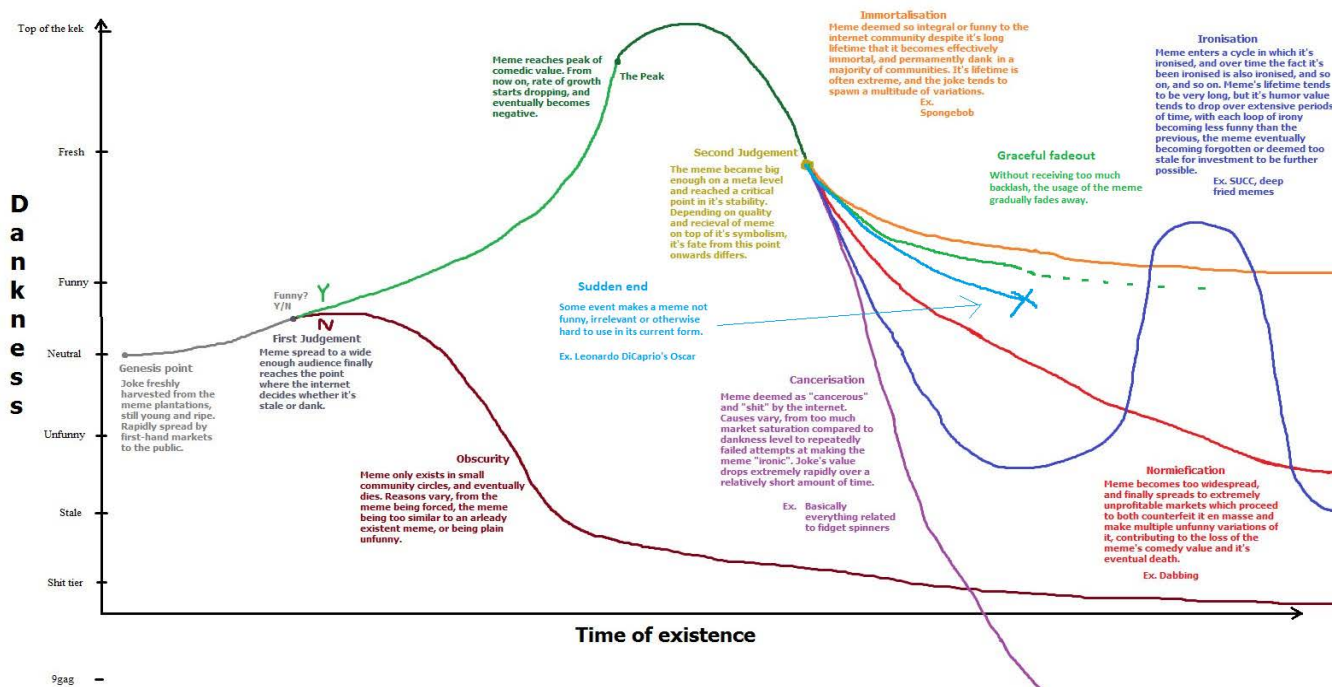 Top of the kek
Fresh
Funny
Neutral
Unfunny
Stale
Shit tier
9gag
Dankness
Time of existence
Genesis point
Joke freshly
harvested from the
meme plantations,
still young and ripe.
Rapidly spread by
first-hand markets
to the public.
Funny?
Y/N
Y
N
First Judgement
Meme spread to a wide
enough audience finally
reaches the point
where the internet
decides whether it's
stale or dank.
Obscurity
Meme only exists in small
community circles, and eventually
dies. Reasons vary, from the
meme being forced, the meme
being too similar to an arleady
existent meme, or being plain
unfunny.
Meme reaches peak of
comedic value. From
now on, rate of growth
starts dropping, and
eventually becomes
negative.
The Peak
Second Judgement
The meme became big
enough on a meta level
and reached a critical
point in it's stability.
Depending on quality
and recieval of meme
on top of it's symbolism,
it's fate from this point
onwards differs.
Sudden end
Some event makes a meme not
funny, irrelevant or otherwise
hard to use in its current form.
Ex. Leonardo DiCaprio's Oscar
Cancerisation
Meme deemed as "cancerous"
and "shit" by the internet.
Causes vary, from too much
market saturation compared to
dankness level to repeatedly
failed attempts at making the
meme "ironic". Joke's value
drops extremely rapidly over a
relatively short amount of time.
Ex. Basically
everything related
to fidget spinners
Immortalisation
Meme deemed so integral or funny to the
internet community despite it's long
lifetime that it becomes effectively
immortal, and permamently dank in a
majority of communities. It's lifetime is
often extreme, and the joke tends to
spawn a multitude of variations.
Ex.
Spongebob
Graceful fadeout
Without receiving too much
backlash, the usage of the meme
gradually fades away.
Ironisation
Meme enters a cycle in which it's
ironised, and over time the fact it's
been ironised is also ironised, and so
on, and so on. Meme's lifetime tends
to be very long, but it's humor value
tends to drop over extensive periods
of time, with each loop of irony
becoming less funny than the
previous, the meme eventually
becoming forgotten or deemed too
stale for investment to be further
possible.
Ex. SUCC, deep
fried memes
Normiefication
Meme becomes too widespread,
and finally spreads to extremely
unprofitable markets which proceed
to both counterfeit it en masse and
make multiple unfunny variations of
it, contributing to the loss of the
meme's comedy value and it's
eventual death.
Ex. Dabbing